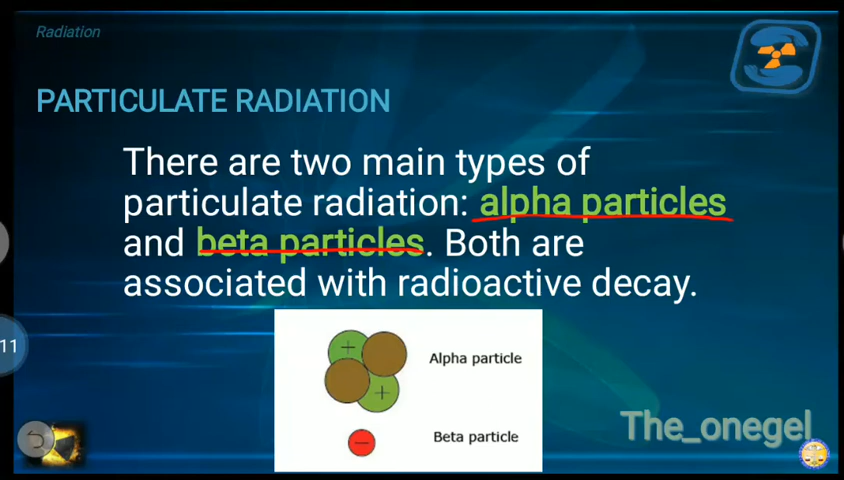 Radiation
PARTICULATE RADIATION
There are two main types of
particulate radiation: alpha particles
and beta particles. Both are
associated with radioactive decay.
+
Alpha particle
+
−
Beta particle
The_onegel
11